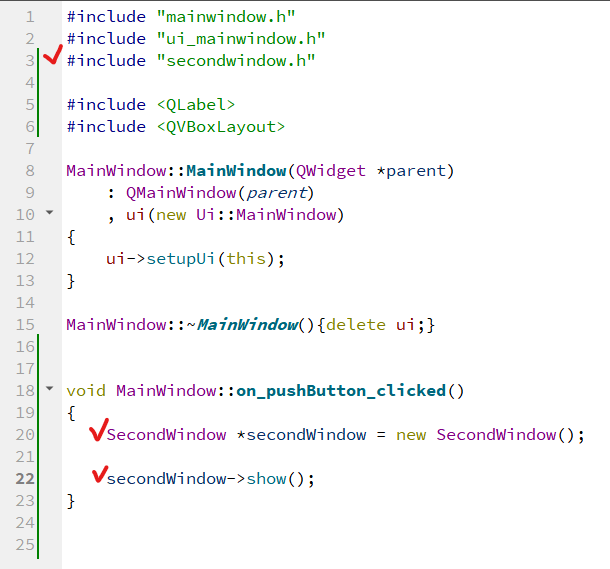 1 #include "mainwindow.h"
2 #include "ui_mainwindow.h"
3 #include "secondwindow.h"
4
5 #include <QLabel>
6 #include <QVBoxLayout>
7
8 MainWindow::MainWindow(QWidget *parent)
9     : QMainWindow(parent)
10     , ui(new Ui::MainWindow)
11 {
12     ui->setupUi(this);
13 }
14
15 MainWindow::~MainWindow(){delete ui;}
16
17
18 void MainWindow::on_pushButton_clicked()
19 {
20     SecondWindow *secondWindow = new SecondWindow();
21
22     secondWindow->show();
23 }
24
25